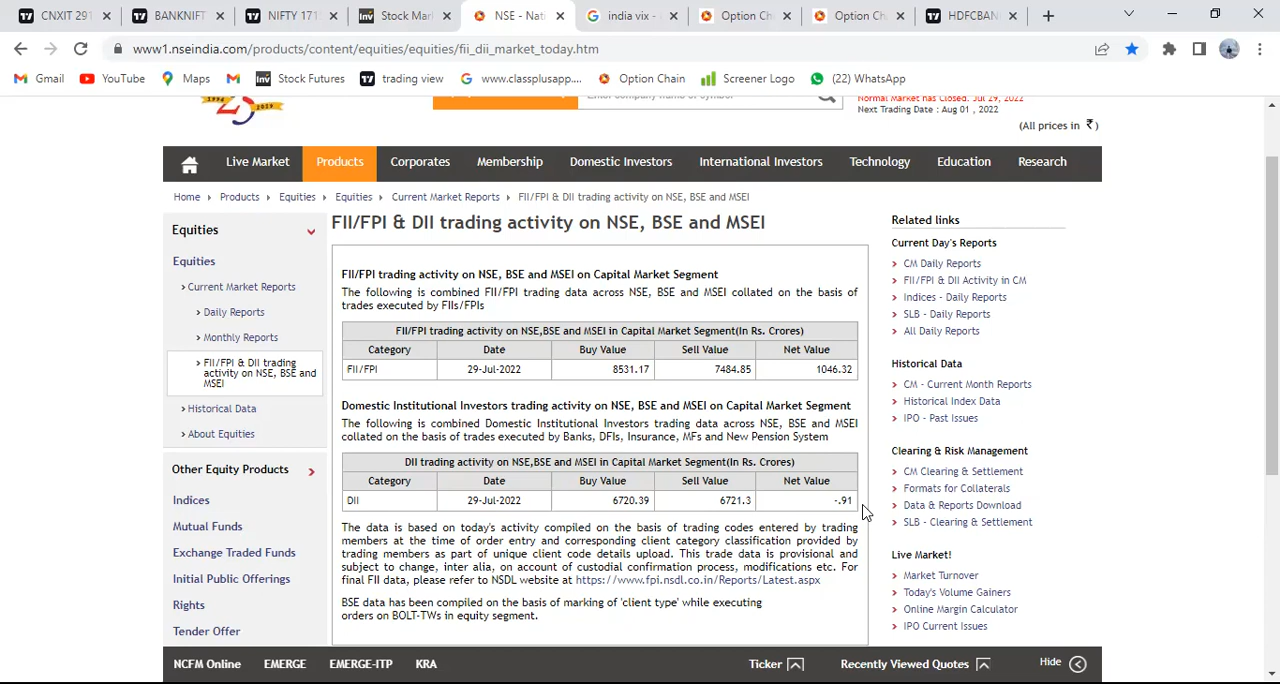 CNXIT 291
BANKNIFT
NIFTY 171
Stock Mar
NSE - Nati
india vix -
Option Ch
Option Ch
HDFCBAN
www1.nseindia.com/products/content/equities/equities/fii_dii_market_today.htm
Gmail YouTube Maps Stock Futures trading view www.classplusapp.... Option Chain Screener Logo (22) WhatsApp
Normal Market has Closed. Jul 29, 2022
Next Trading Date : Aug 01 , 2022
(All prices in ₹ )
Live Market Products Corporates Membership Domestic Investors International Investors Technology Education Research
Home › Products › Equities › Equities › Current Market Reports › FII/FPI & DII trading activity on NSE, BSE and MSEI
Equities
Equities
› Current Market Reports
› Daily Reports
› Monthly Reports
› FII/FPI & DII trading
activity on NSE, BSE and
MSEI
› Historical Data
› About Equities
Other Equity Products
Indices
Mutual Funds
Exchange Traded Funds
Initial Public Offerings
Rights
Tender Offer
FII/FPI & DII trading activity on NSE, BSE and MSEI
FII/FPI trading activity on NSE, BSE and MSEI on Capital Market Segment
The following is combined FII/FPI trading data across NSE, BSE and MSEI collated on the basis of
trades executed by FIIs/FPIs
FII/FPI trading activity on NSE,BSE and MSEI in Capital Market Segment(In Rs. Crores)
Category Date Buy Value Sell Value Net Value
FII/FPI 29-Jul-2022 8531.17 7484.85 1046.32
Domestic Institutional Investors trading activity on NSE, BSE and MSEI on Capital Market Segment
The following is combined Domestic Institutional Investors trading data across NSE, BSE and MSEI
collated on the basis of trades executed by Banks, DFIs, Insurance, MFs and New Pension System
DII trading activity on NSE,BSE and MSEI in Capital Market Segment(In Rs. Crores)
Category Date Buy Value Sell Value Net Value
DII 29-Jul-2022 6720.39 6721.3 -.91
The data is based on today's activity compiled on the basis of trading codes entered by trading
members at the time of order entry and corresponding client category classification provided by
trading members as part of unique client code details upload. This trade data is provisional and
subject to change, inter alia, on account of custodial confirmation process, modifications etc. For
final FII data, please refer to NSDL website at https://www.fpi.nsdl.co.in/Reports/Latest.aspx
BSE data has been compiled on the basis of marking of 'client type' while executing
orders on BOLT-TWs in equity segment.
Related links
Current Day's Reports
CM Daily Reports
FII/FPI & DII Activity in CM
Indices - Daily Reports
SLB - Daily Reports
All Daily Reports
Historical Data
CM - Current Month Reports
Historical Index Data
IPO - Past Issues
Clearing & Risk Management
CM Clearing & Settlement
Formats for Collaterals
Data & Reports Download
SLB - Clearing & Settlement
Live Market!
Market Turnover
Today's Volume Gainers
Online Margin Calculator
IPO Current Issues
NCFM Online EMERGE EMERGE-ITP KRA Ticker Recently Viewed Quotes Hide